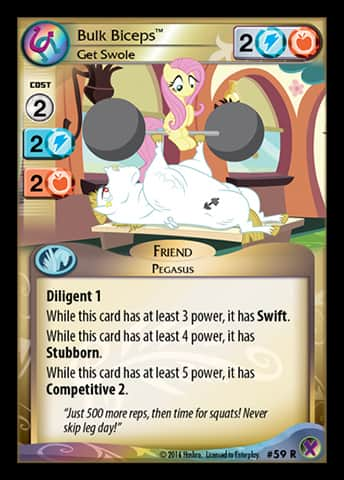 Bulk Biceps™
Get Swole
2
COST
2
2
2
FRIEND
PEGASUS
Diligent 1
While this card has at least 3 power, it has Swift.
While this card has at least 4 power, it has
Stubborn.
While this card has at least 5 power, it has
Competitive 2.
"Just 500 more reps, then time for squats! Never
skip leg day!"
© 2016 Hasbro. Licensed to Enterplay. #59 R